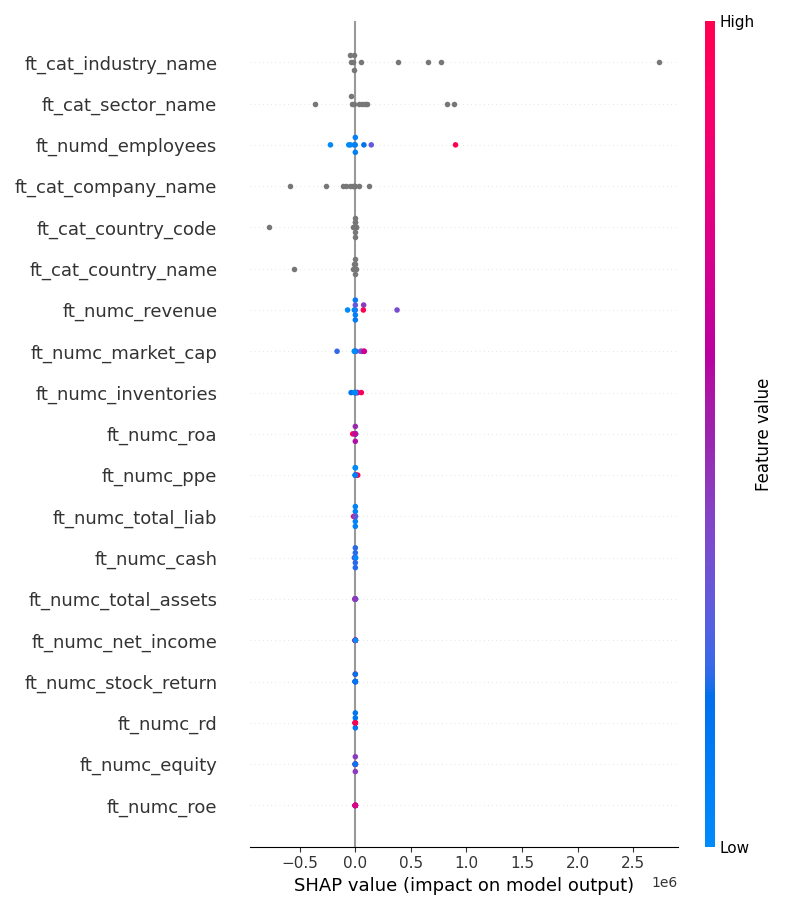 High
ft_cat_industry_name
ft_cat_sector_name
ft_numd_employees
ft_cat_company_name
ft_cat_country_code
ft_cat_country_name
ft_numc_revenue
ft_numc_market_cap
ft_numc_inventories
ft_numc_roa
ft_numc_ppe
ft_numc_total_liab
ft_numc_cash
ft_numc_total_assets
ft_numc_net_income
ft_numc_stock_return
ft_numc_rd
ft_numc_equity
ft_numc_roe
Feature value
Low
−0.5 0.0 0.5 1.0 1.5 2.0 2.5
1e6
SHAP value (impact on model output)